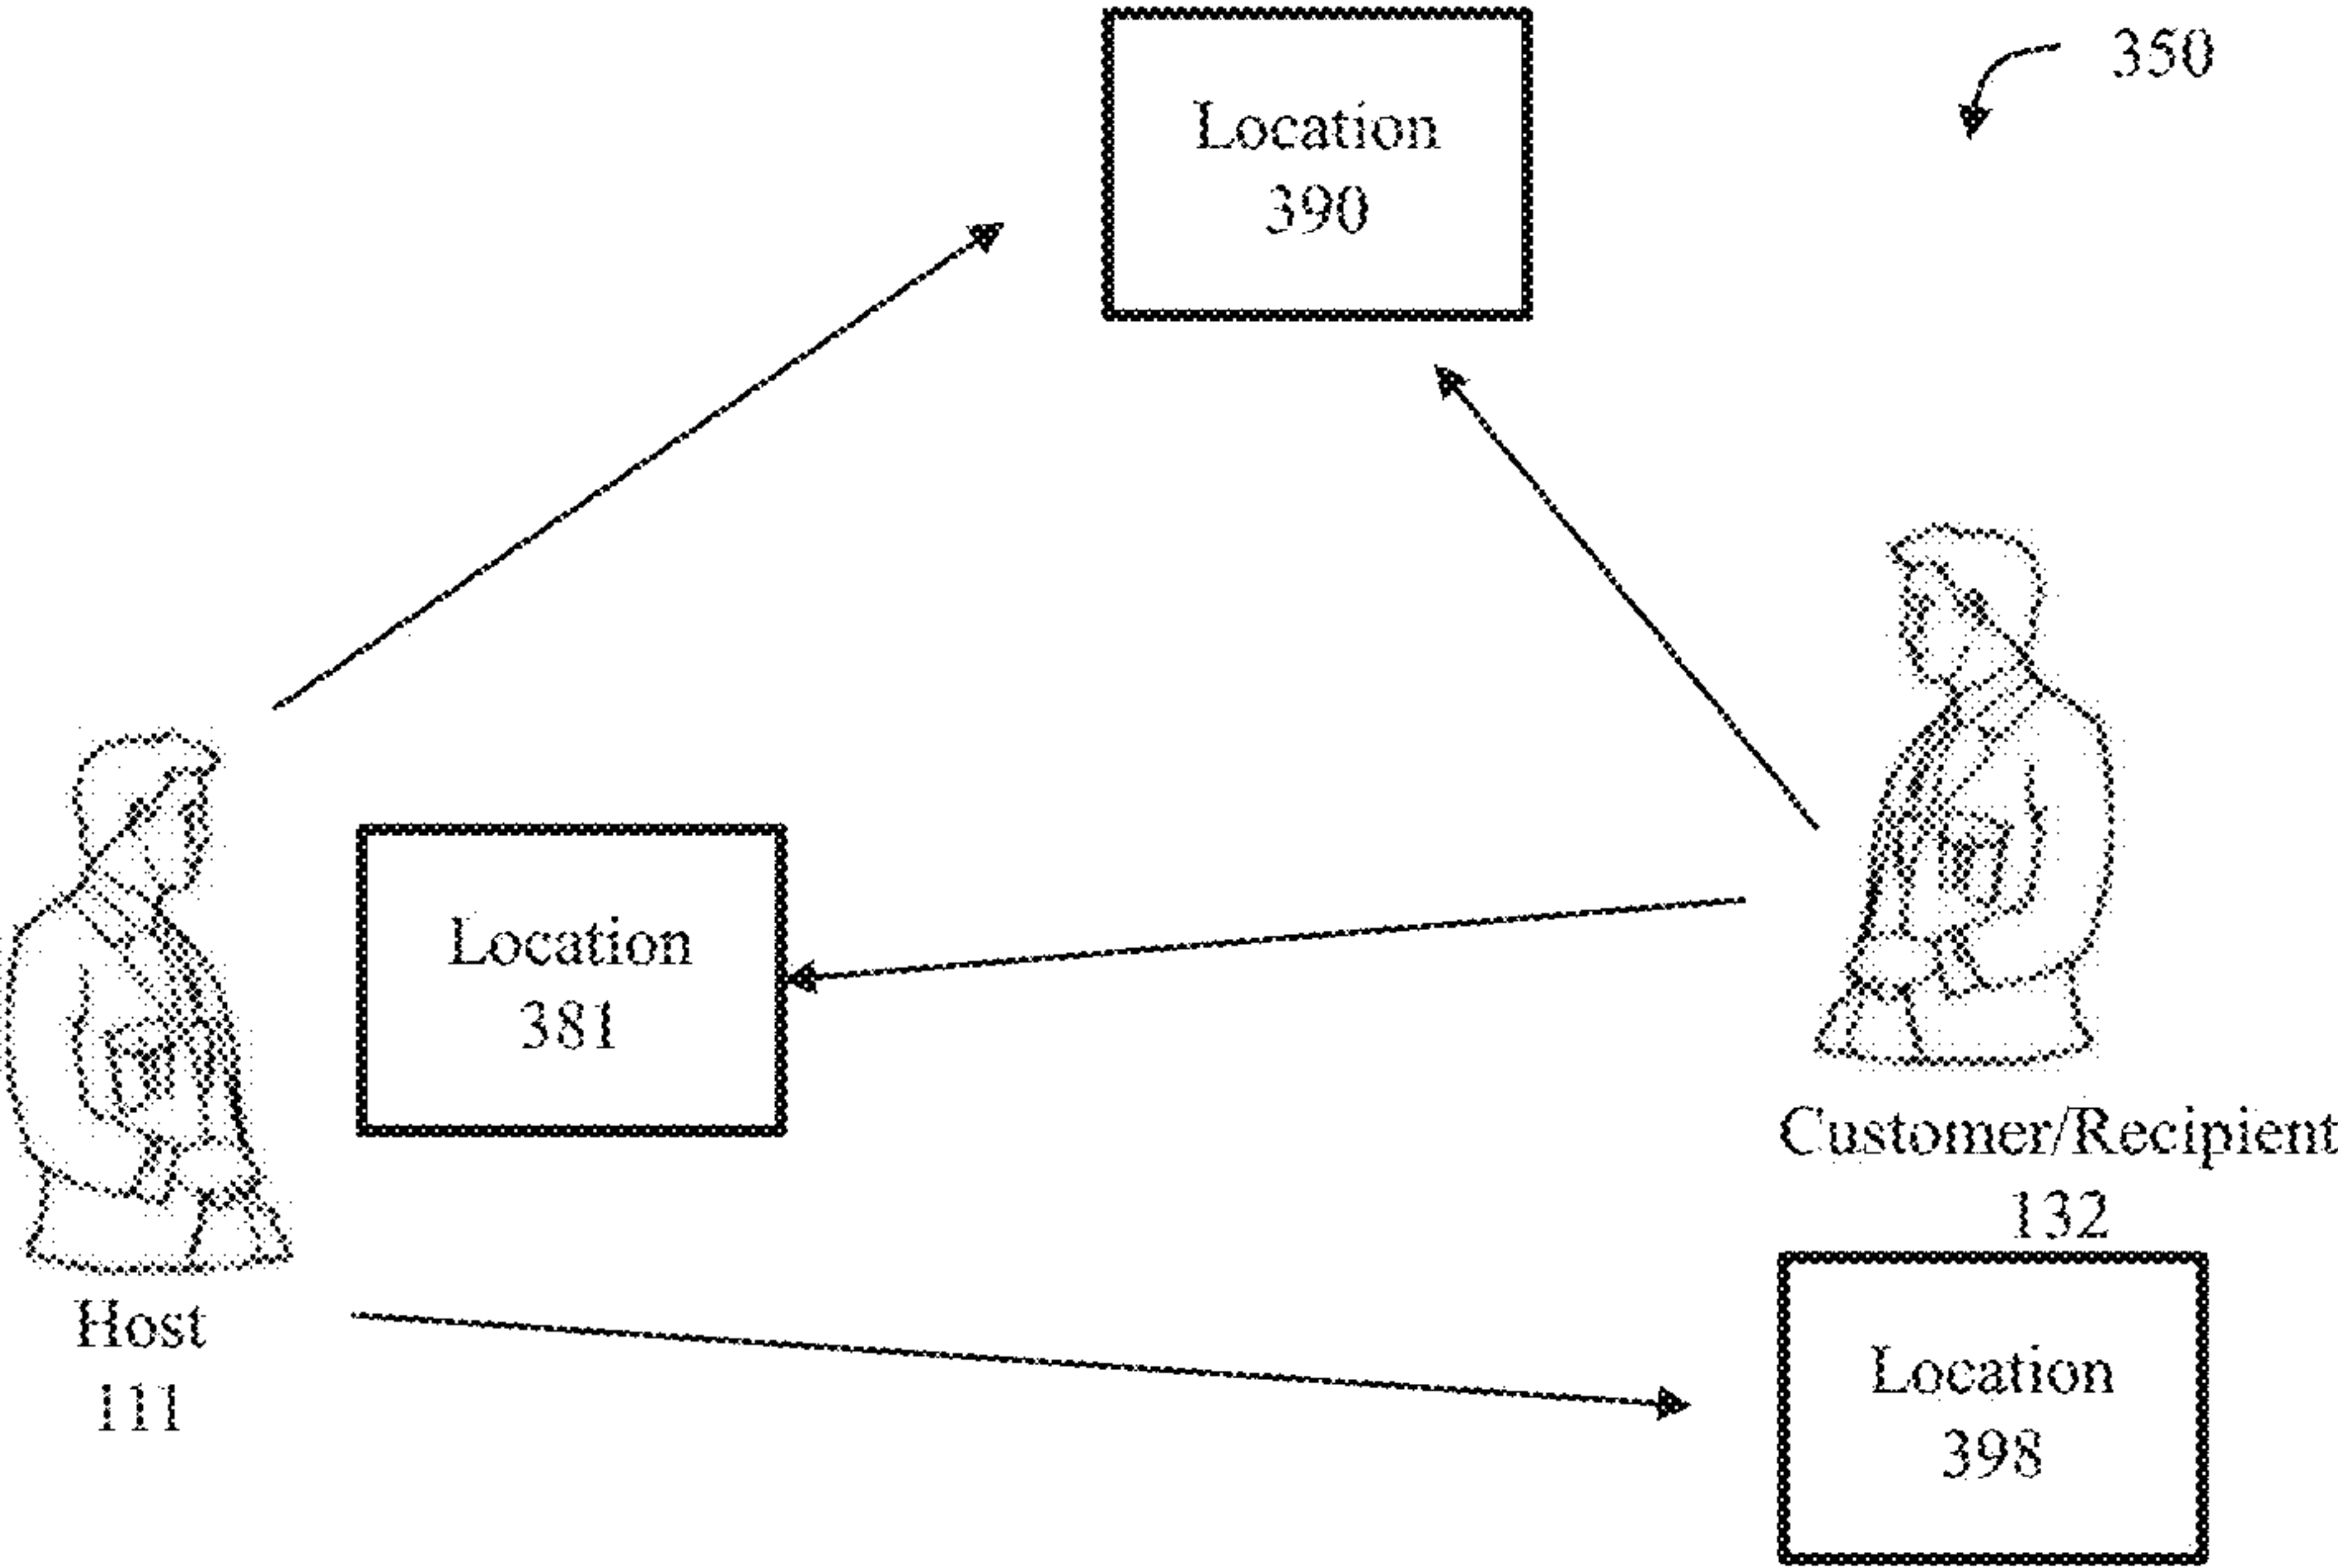 350
Location
390
Location
381
Customer/Recipient
132
Host
111
Location
398